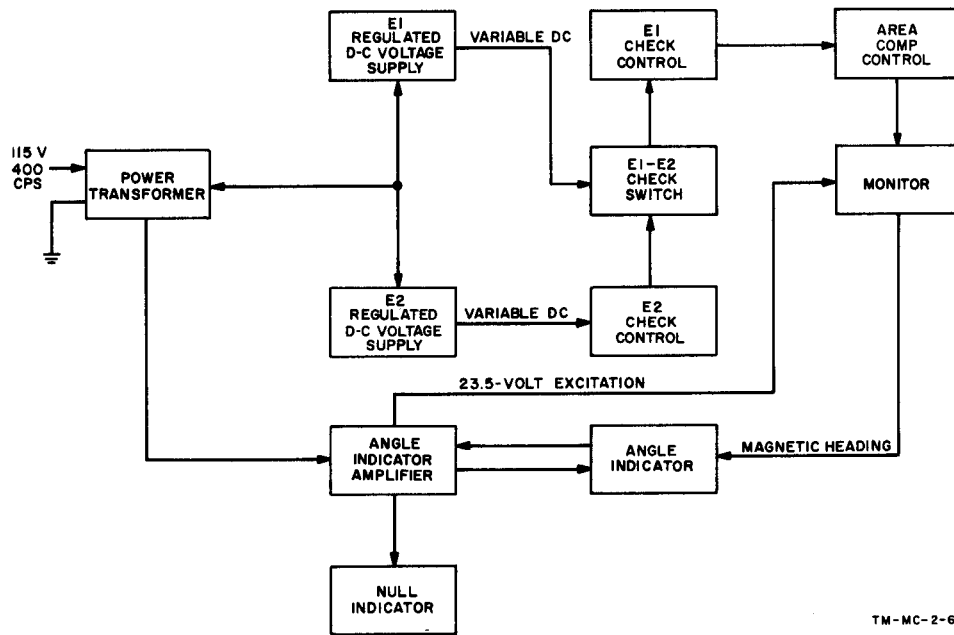 E1
REGULATED
D-C VOLTAGE
SUPPLY
VARIABLE DC
E1
CHECK
CONTROL
AREA
COMP
CONTROL
115 V
400
CPS
POWER
TRANSFORMER
E1-E2
CHECK
SWITCH
MONITOR
E2
REGULATED
D-C VOLTAGE
SUPPLY
VARIABLE DC
E2
CHECK
CONTROL
23.5-VOLT EXCITATION
ANGLE
INDICATOR
AMPLIFIER
ANGLE
INDICATOR
MAGNETIC HEADING
NULL
INDICATOR
TM-MC-2-6